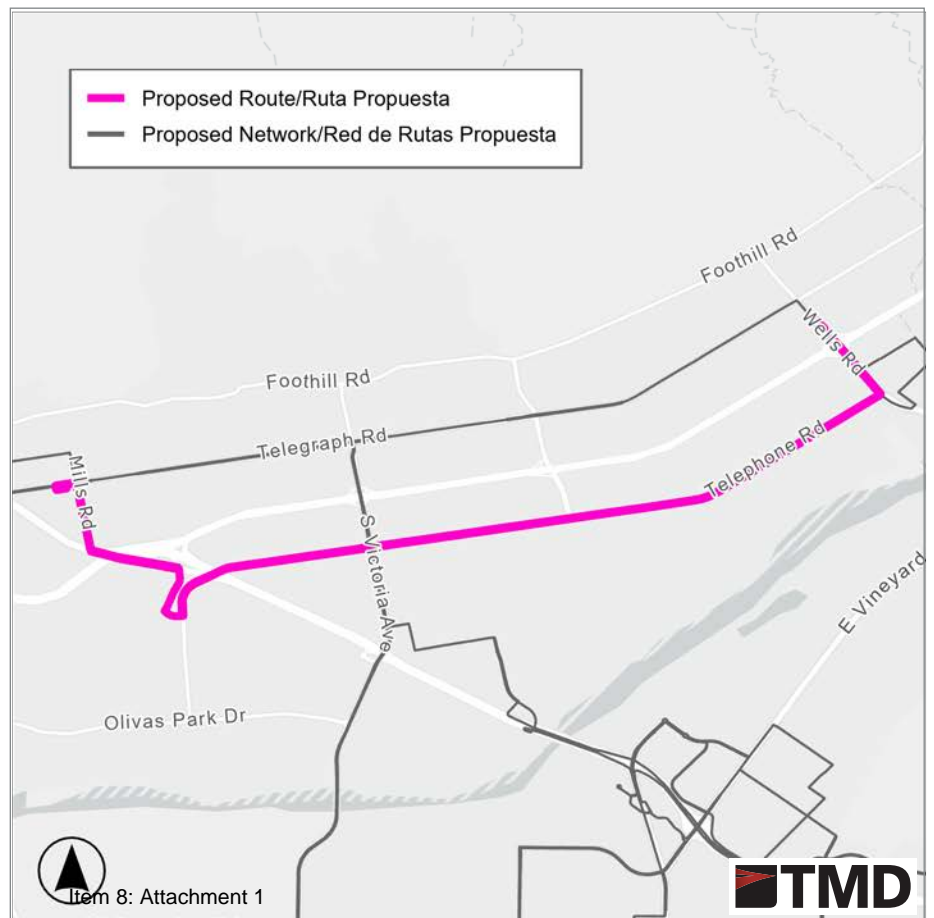 Proposed Route/Ruta Propuesta
Proposed Network/Red de Rutas Propuesta
Foothill Rd
Wells Rd
Foothill Rd
Telegraph Rd
Telephone Rd
Mills Rd
S Victoria Ave
E Vineyard
Olivas Park Dr
Item 8: Attachment 1
TMD